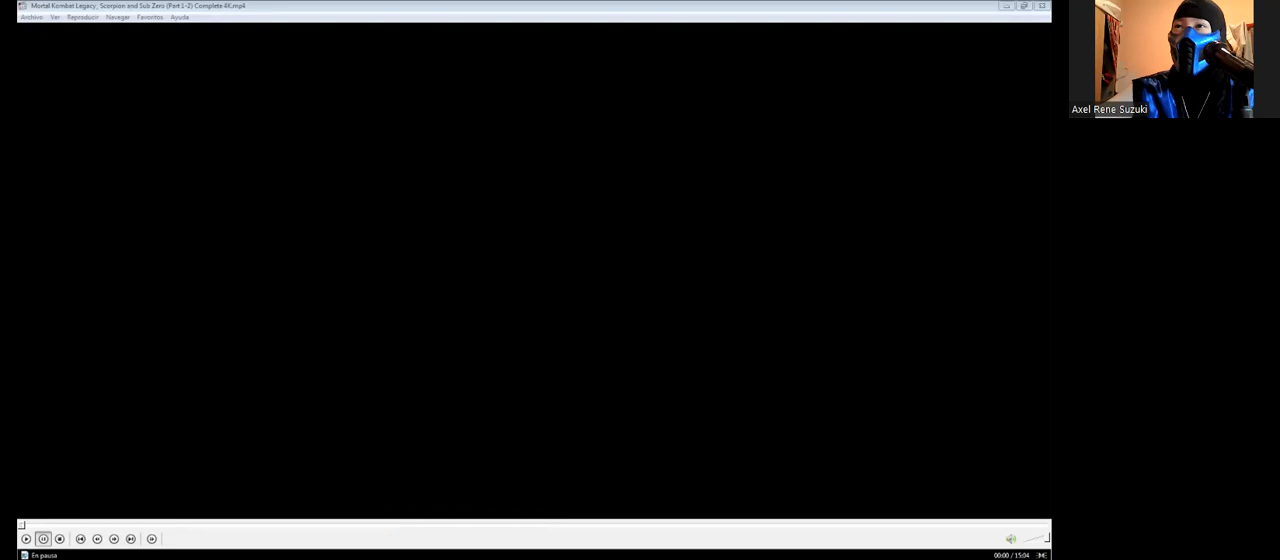 Mortal Kombat Legacy_ Scorpion and Sub Zero (Part 1-2) Complete 4K.mp4
Archivo Ver Reproducir Navegar Favoritos Ayuda
Axel Rene Suzuki
En pausa
00:00 / 15:04